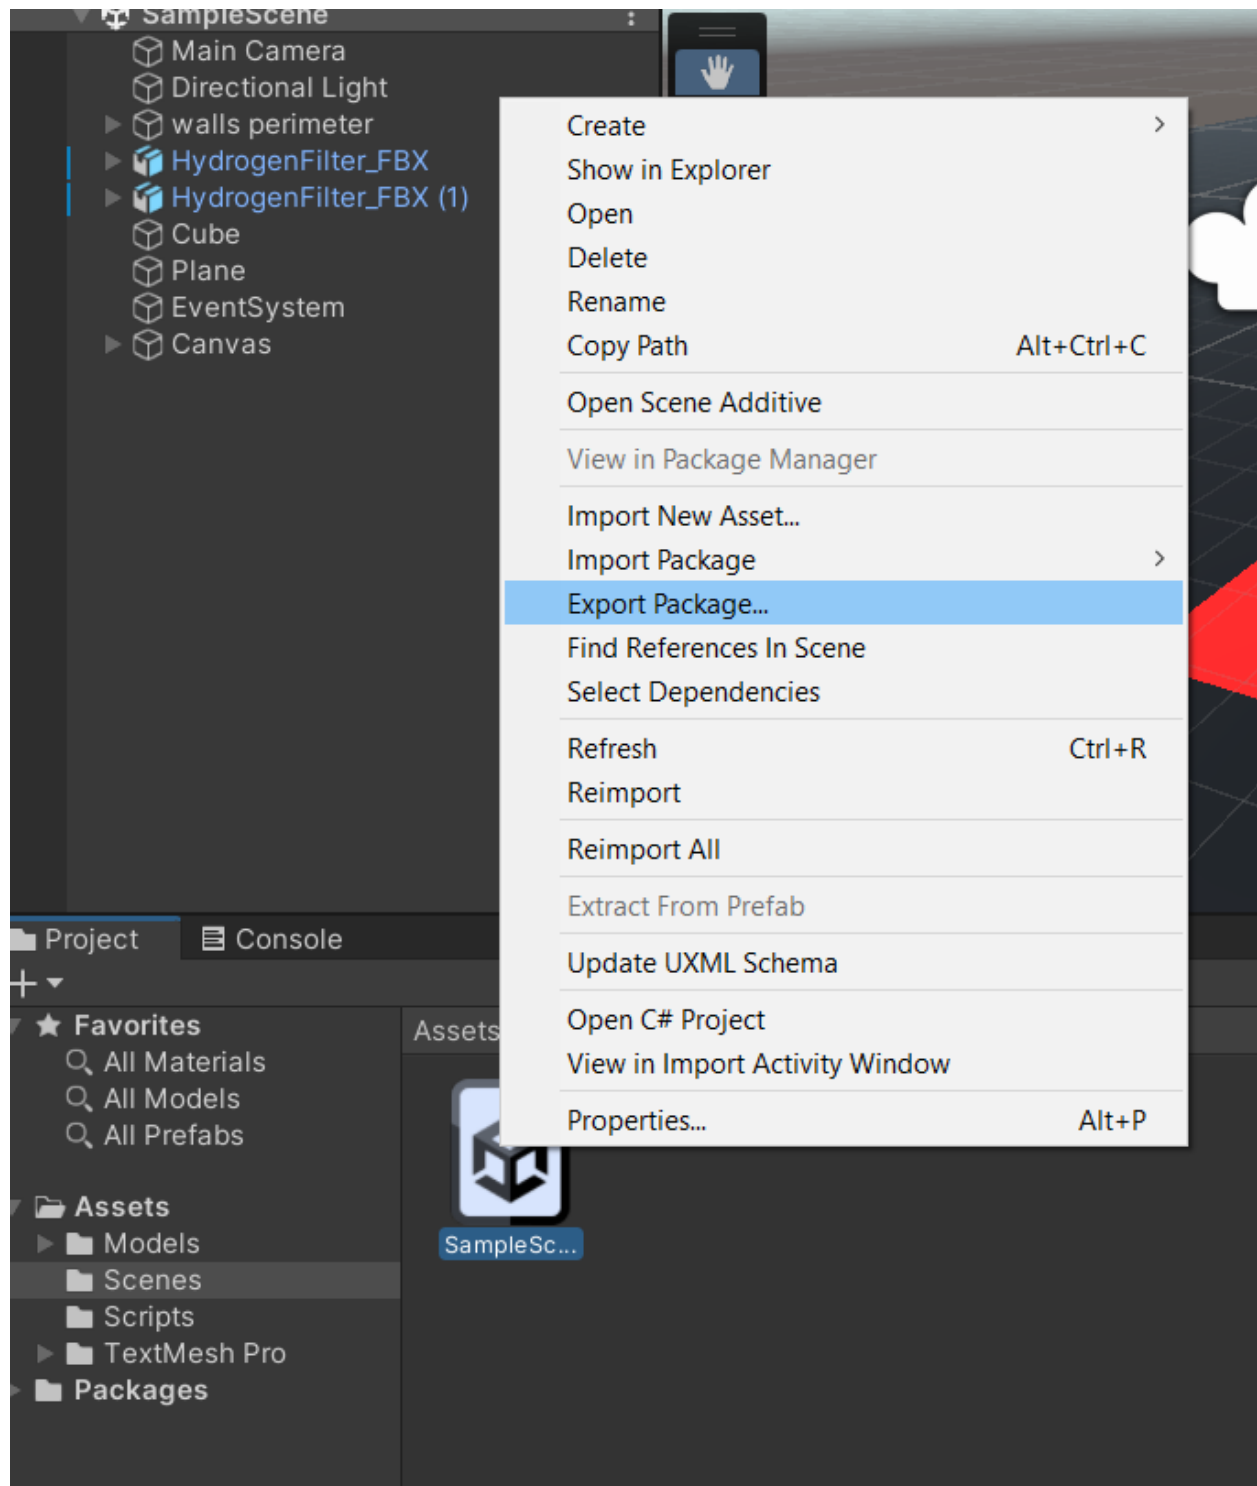 SampleScene
Main Camera
Directional Light
walls perimeter
HydrogenFilter_FBX
HydrogenFilter_FBX (1)
Cube
Plane
EventSystem
Canvas
Create
Show in Explorer
Open
Delete
Rename
Copy Path Alt+Ctrl+C
Open Scene Additive
View in Package Manager
Import New Asset...
Import Package
Export Package...
Find References In Scene
Select Dependencies
Refresh Ctrl+R
Reimport
Reimport All
Extract From Prefab
Update UXML Schema
Open C# Project
View in Import Activity Window
Properties... Alt+P
Project Console
Favorites
All Materials
All Models
All Prefabs
Assets
Models
Scenes
Scripts
TextMesh Pro
Packages
Assets
SampleSc...